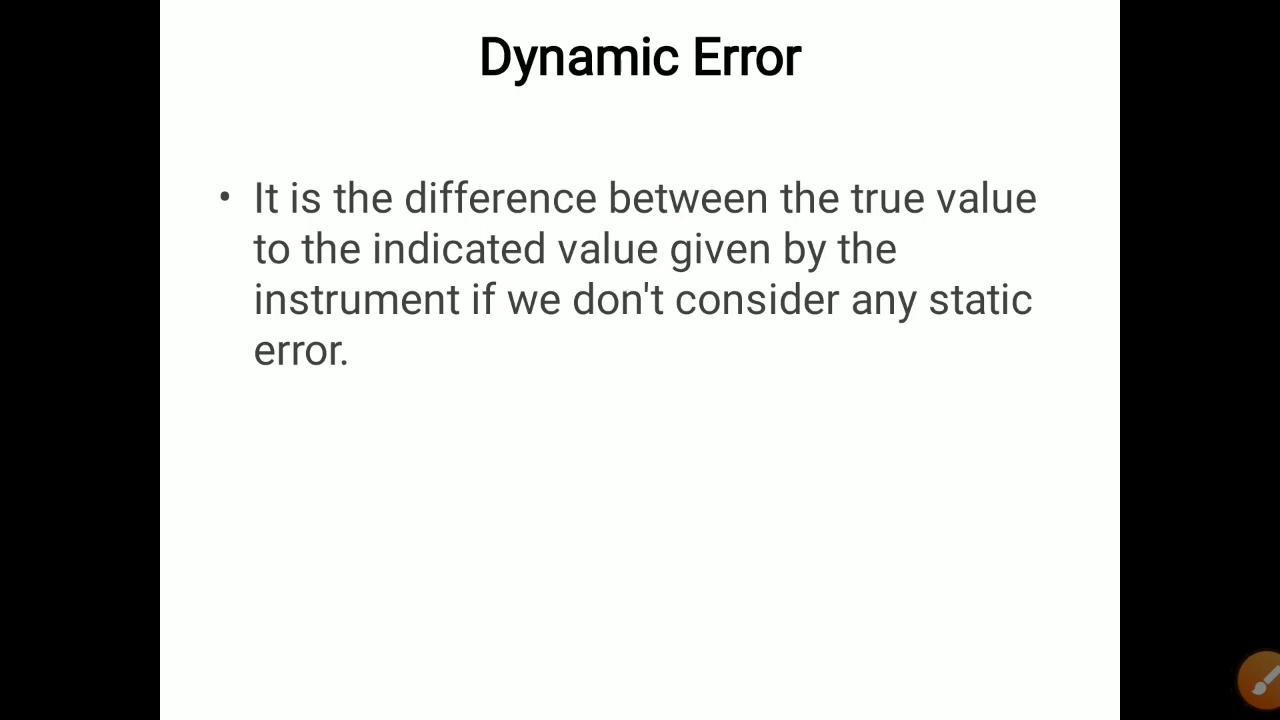 Dynamic Error
• It is the difference between the true value
to the indicated value given by the
instrument if we don't consider any static
error.